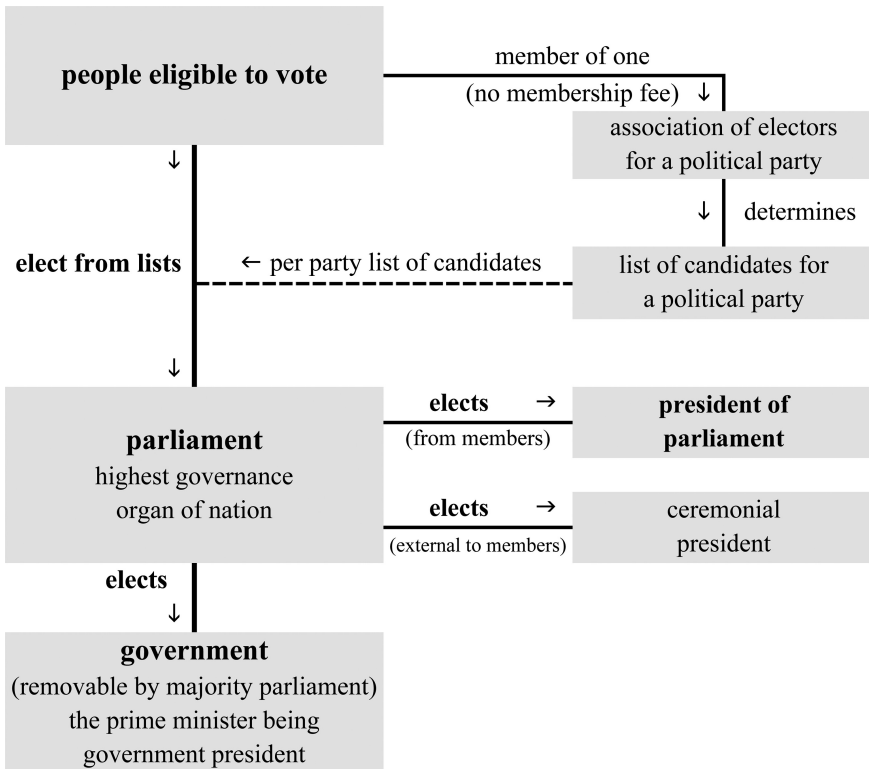 people eligible to vote
member of one
(no membership fee) ↓
association of electors
for a political party
↓
↓ determines
elect from lists
← per party list of candidates
list of candidates for
a political party
↓
parliament
highest governance
organ of nation
elects →
(from members)
president of
parliament
elects →
(external to members)
ceremonial
president
elects
↓
government
(removable by majority parliament)
the prime minister being
government president